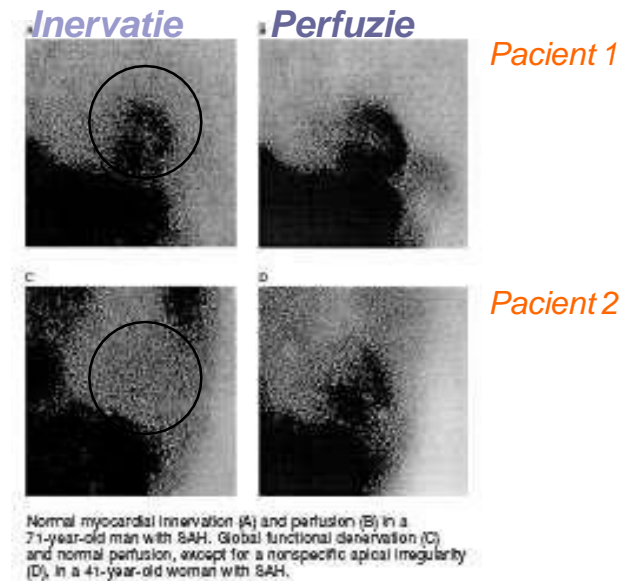 Inervatie Perfuzie
Pacient 1
C D
Pacient 2
Normal myocardial innervation (A) and perfusion (B) in a
71-year-old man with SAH. Global functional denervation (C)
and normal perfusion, except for a nonspecific apical irregularity
(D), in a 41-year-old woman with SAH.